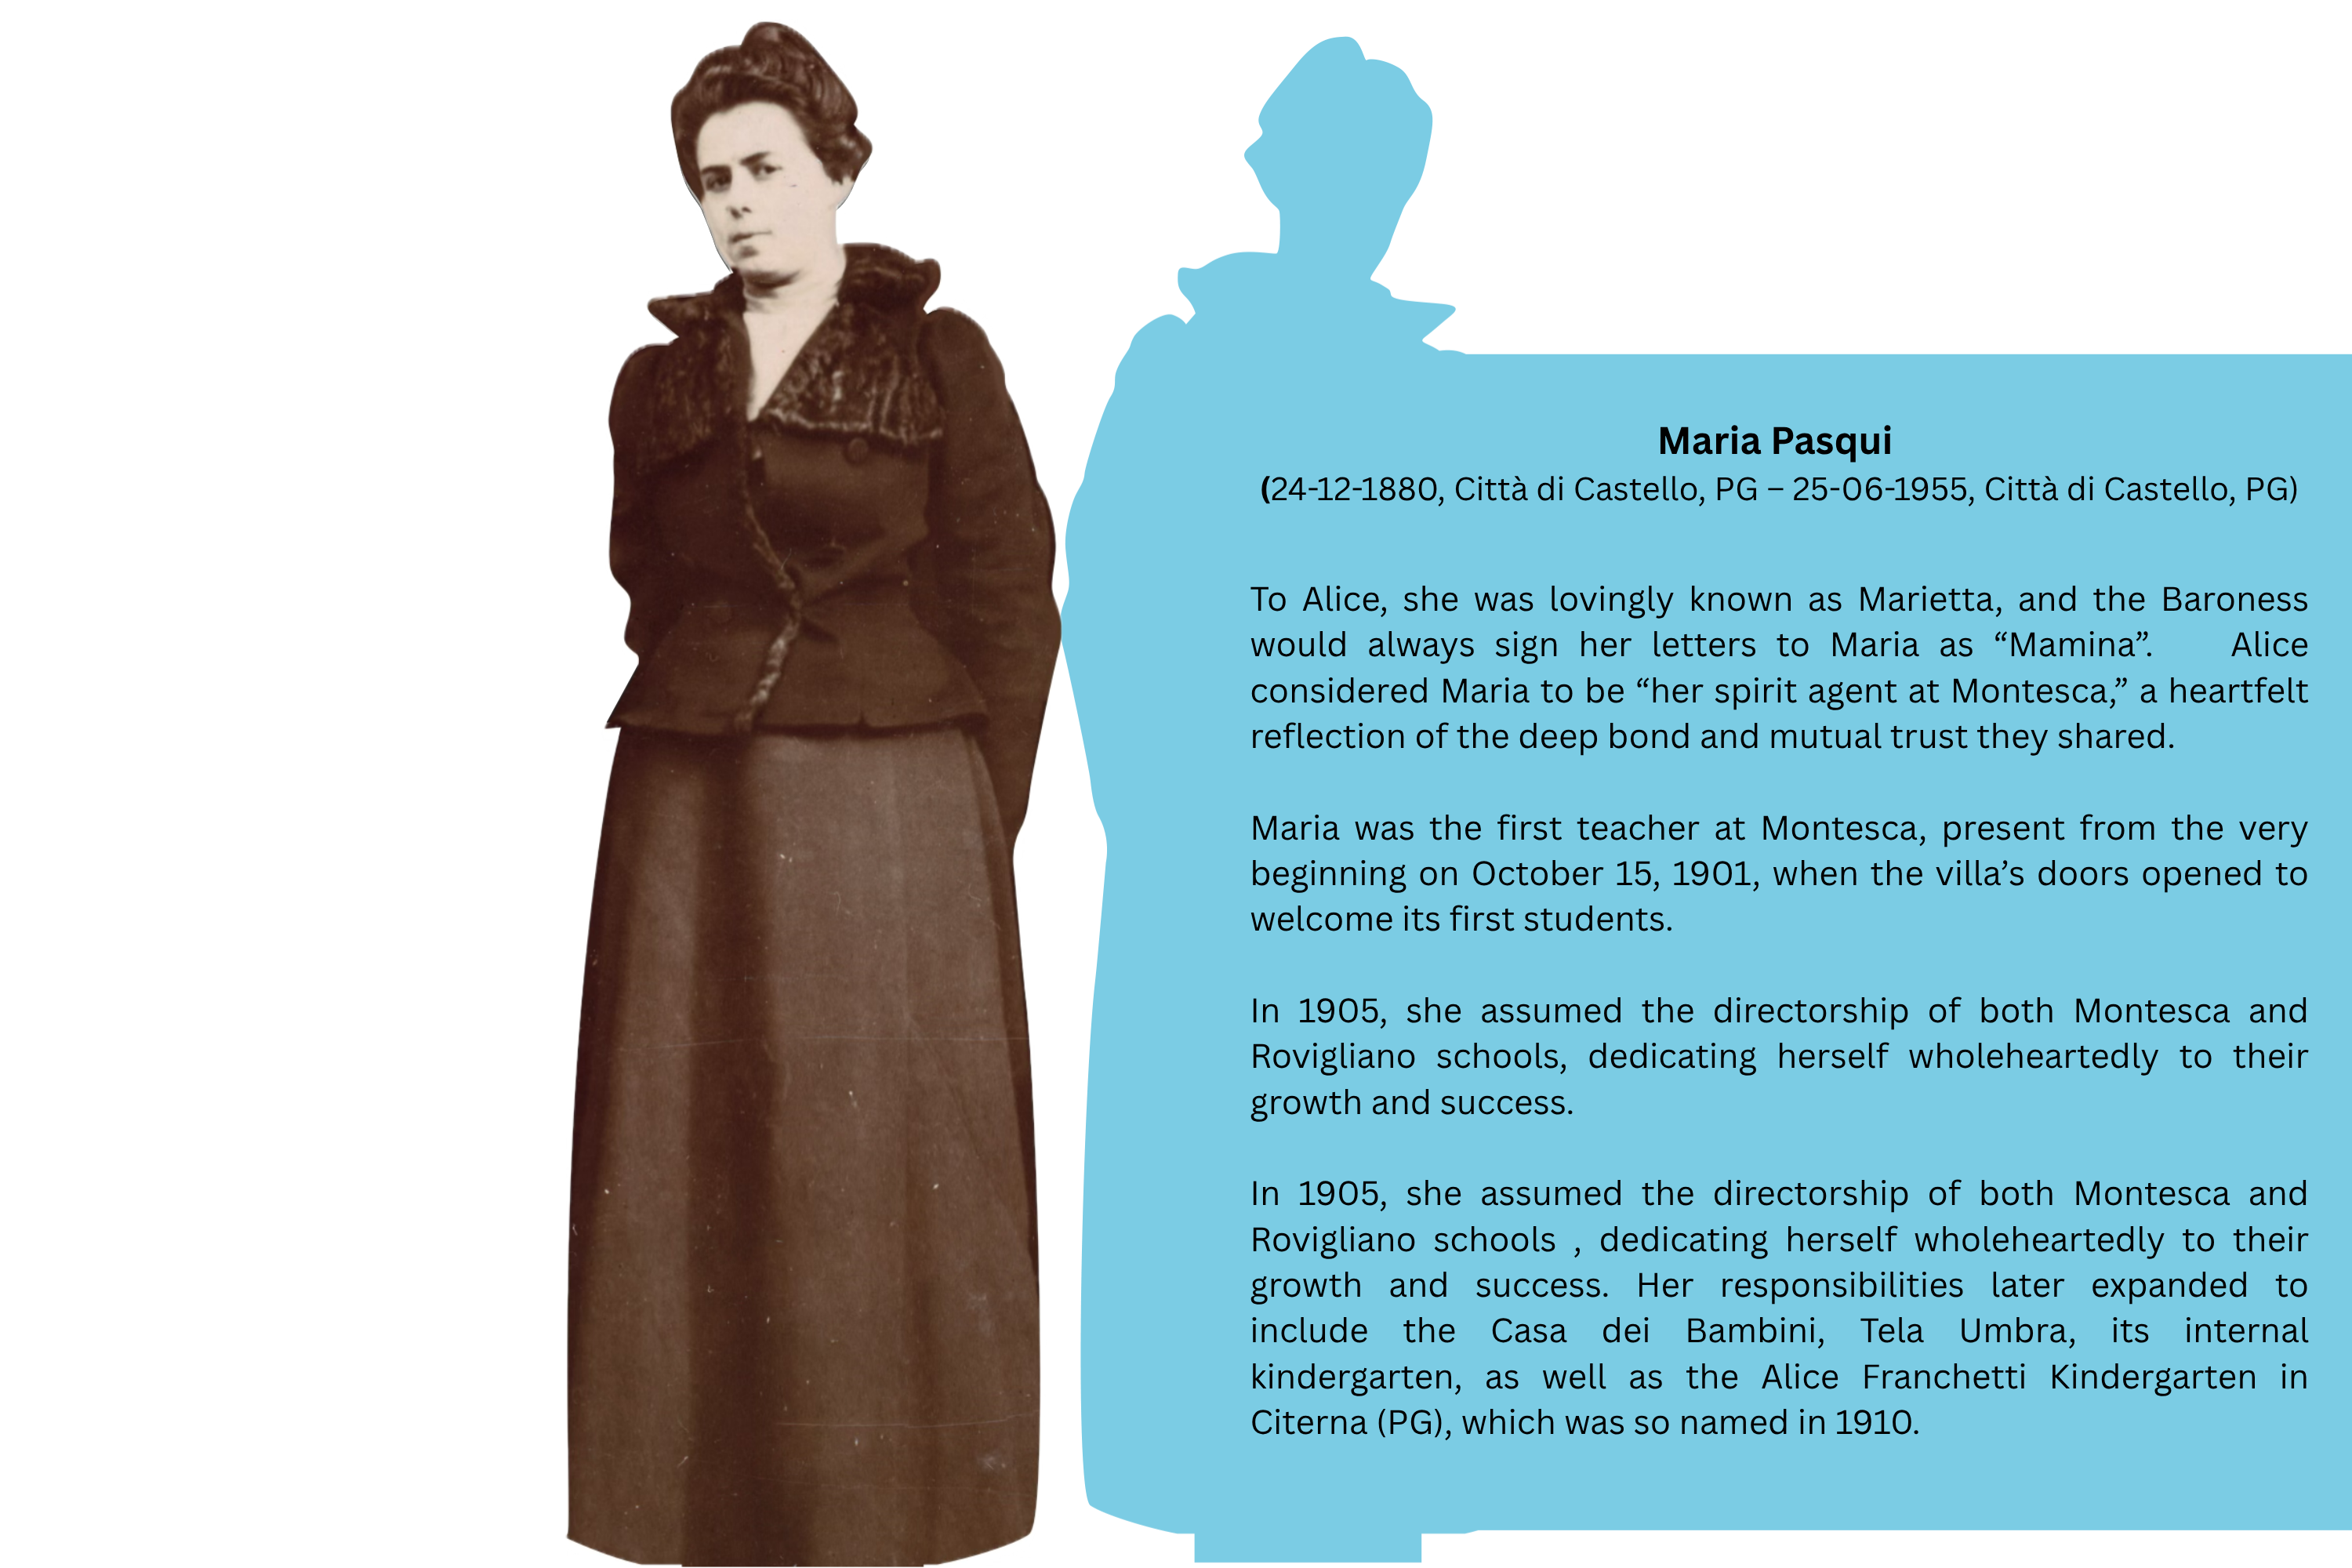 Maria Pasqui
(24-12-1880, Città di Castello, PG – 25-06-1955, Città di Castello, PG)
To Alice, she was lovingly known as Marietta, and the Baroness
would always sign her letters to Maria as “Mamina”. Alice
considered Maria to be “her spirit agent at Montesca,” a heartfelt
reflection of the deep bond and mutual trust they shared.
Maria was the first teacher at Montesca, present from the very
beginning on October 15, 1901, when the villa’s doors opened to
welcome its first students.
In 1905, she assumed the directorship of both Montesca and
Rovigliano schools, dedicating herself wholeheartedly to their
growth and success.
In 1905, she assumed the directorship of both Montesca and
Rovigliano schools , dedicating herself wholeheartedly to their
growth and success. Her responsibilities later expanded to
include the Casa dei Bambini, Tela Umbra, its internal
kindergarten, as well as the Alice Franchetti Kindergarten in
Citerna (PG), which was so named in 1910.